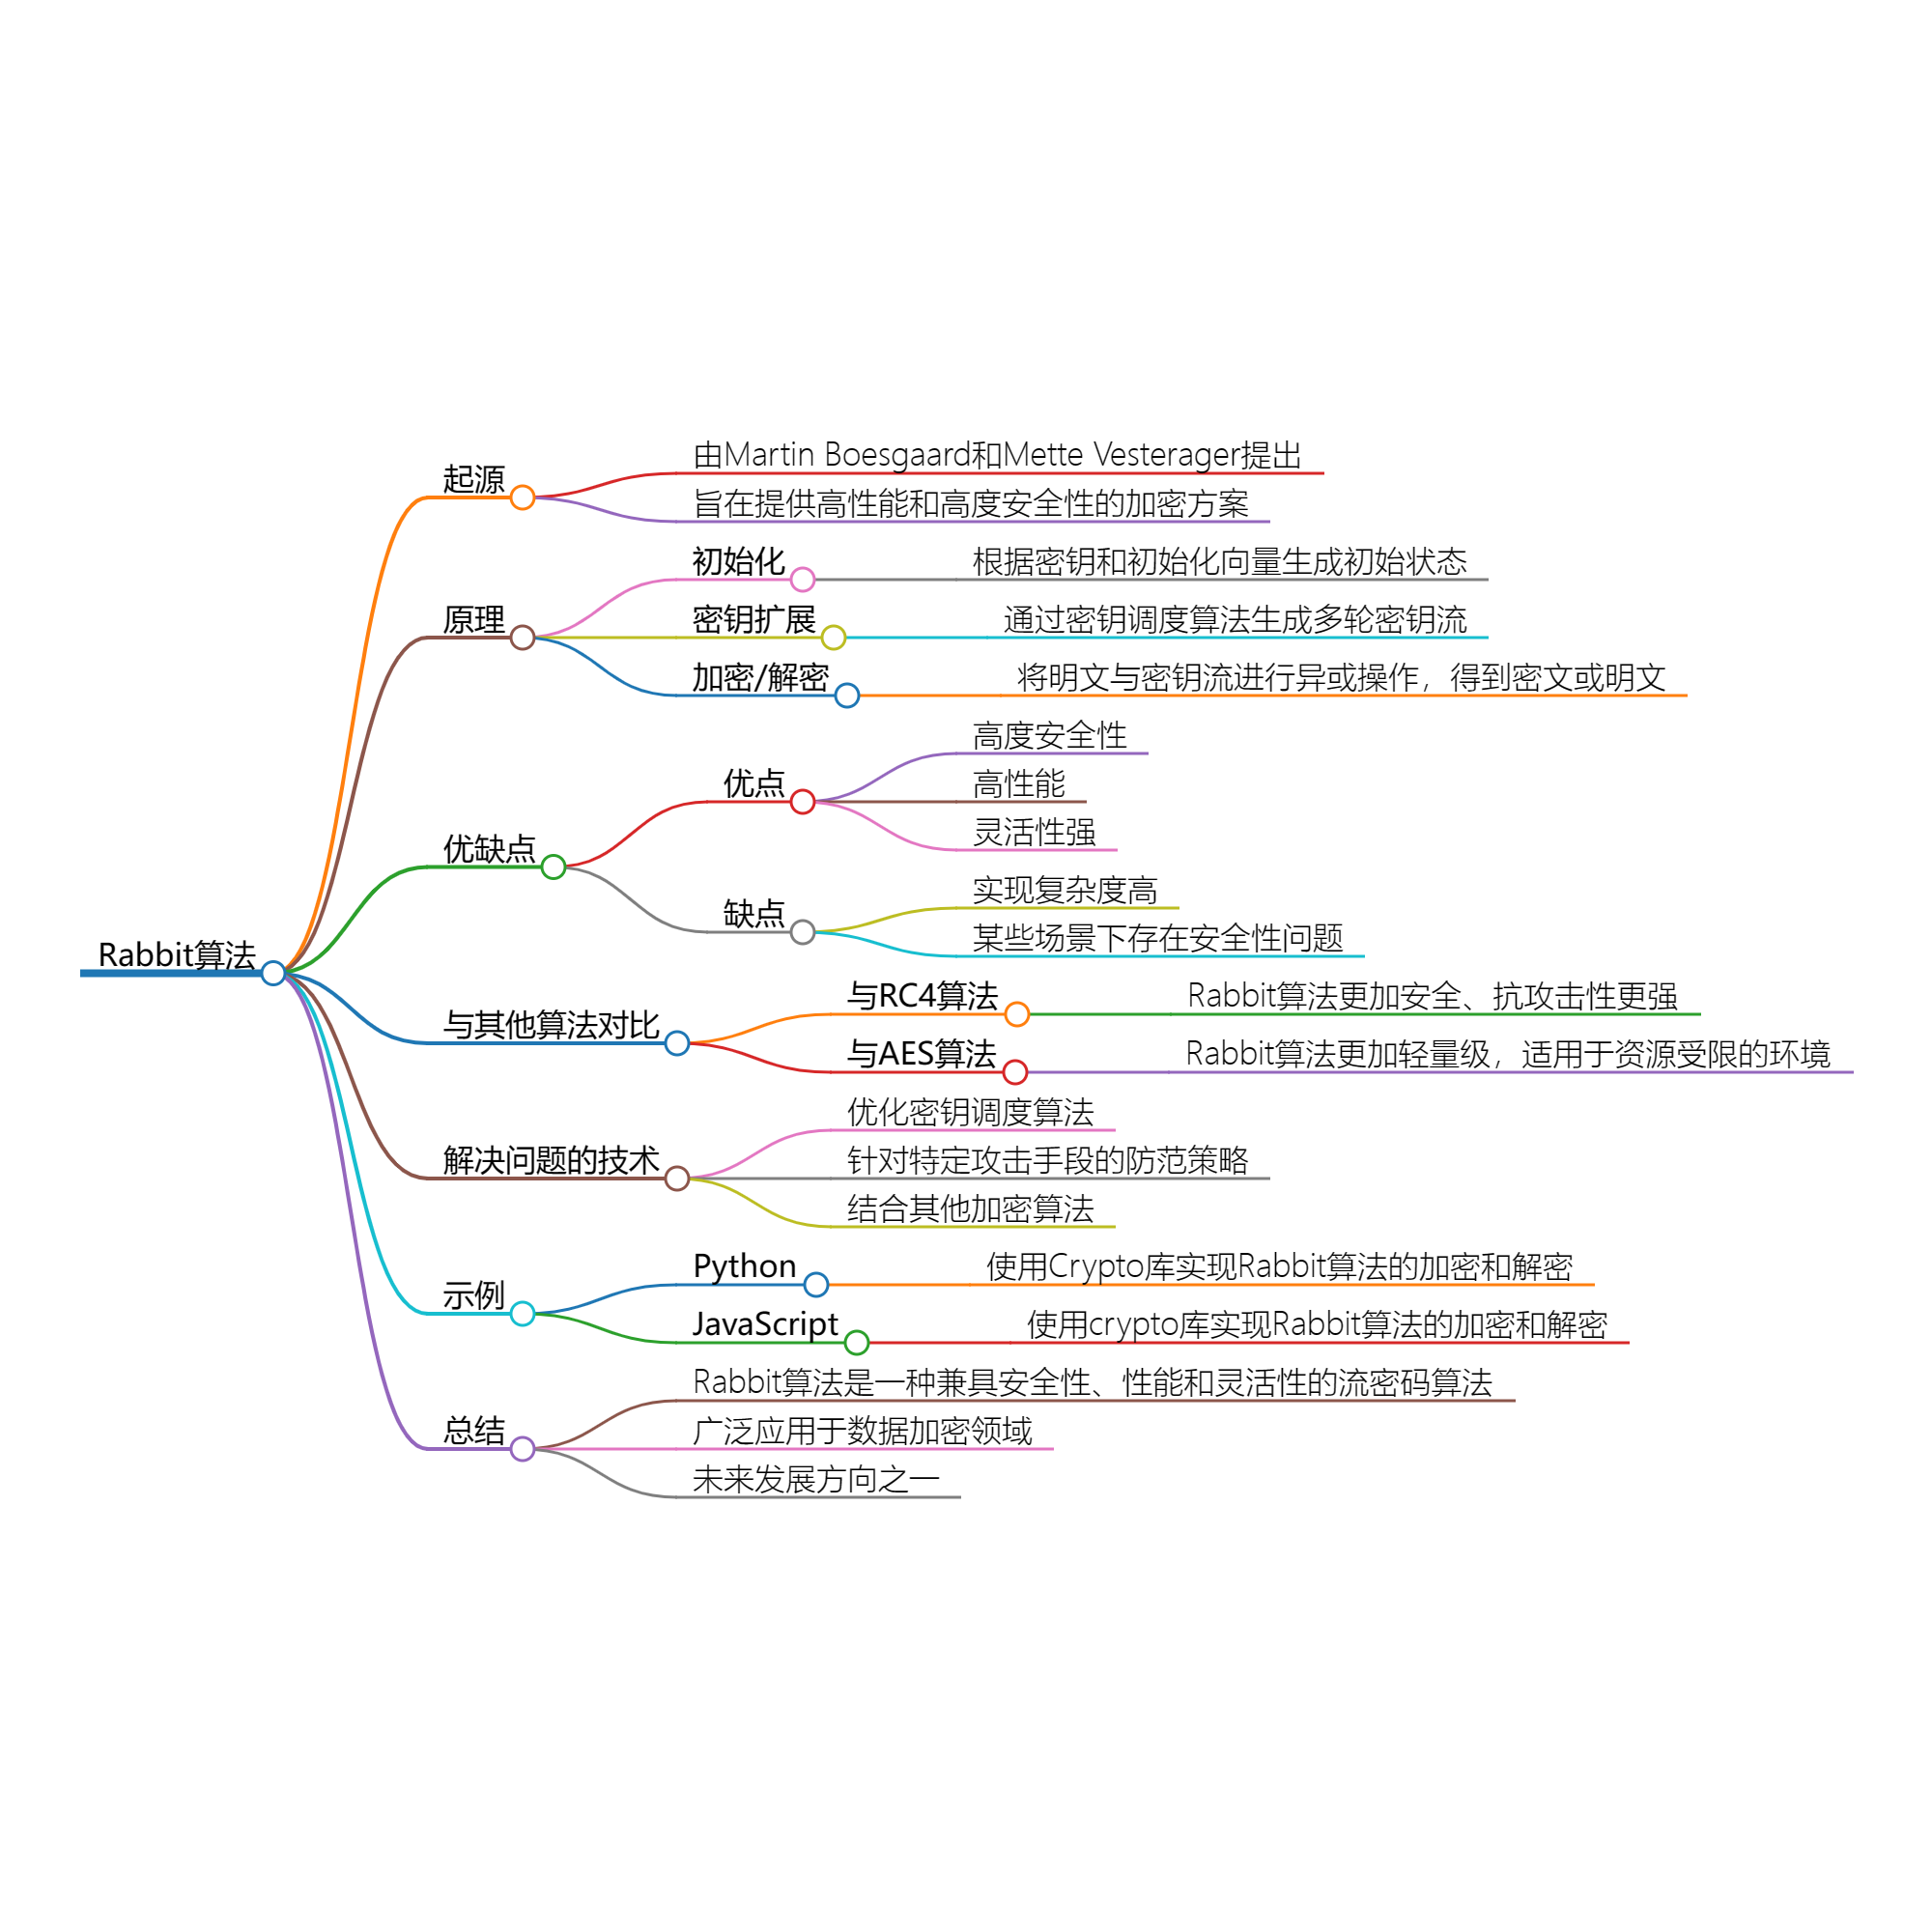 Rabbit算法
起源
由Martin Boesgaard和Mette Vesterager提出
旨在提供高性能和高度安全性的加密方案
原理
初始化
根据密钥和初始化向量生成初始状态
密钥扩展
通过密钥调度算法生成多轮密钥流
加密/解密
将明文与密钥流进行异或操作，得到密文或明文
优缺点
优点
高度安全性
高性能
灵活性强
缺点
实现复杂度高
某些场景下存在安全性问题
与其他算法对比
与RC4算法
Rabbit算法更加安全、抗攻击性更强
与AES算法
Rabbit算法更加轻量级，适用于资源受限的环境
解决问题的技术
优化密钥调度算法
针对特定攻击手段的防范策略
结合其他加密算法
示例
Python
使用Crypto库实现Rabbit算法的加密和解密
JavaScript
使用crypto库实现Rabbit算法的加密和解密
总结
Rabbit算法是一种兼具安全性、性能和灵活性的流密码算法
广泛应用于数据加密领域
未来发展方向之一